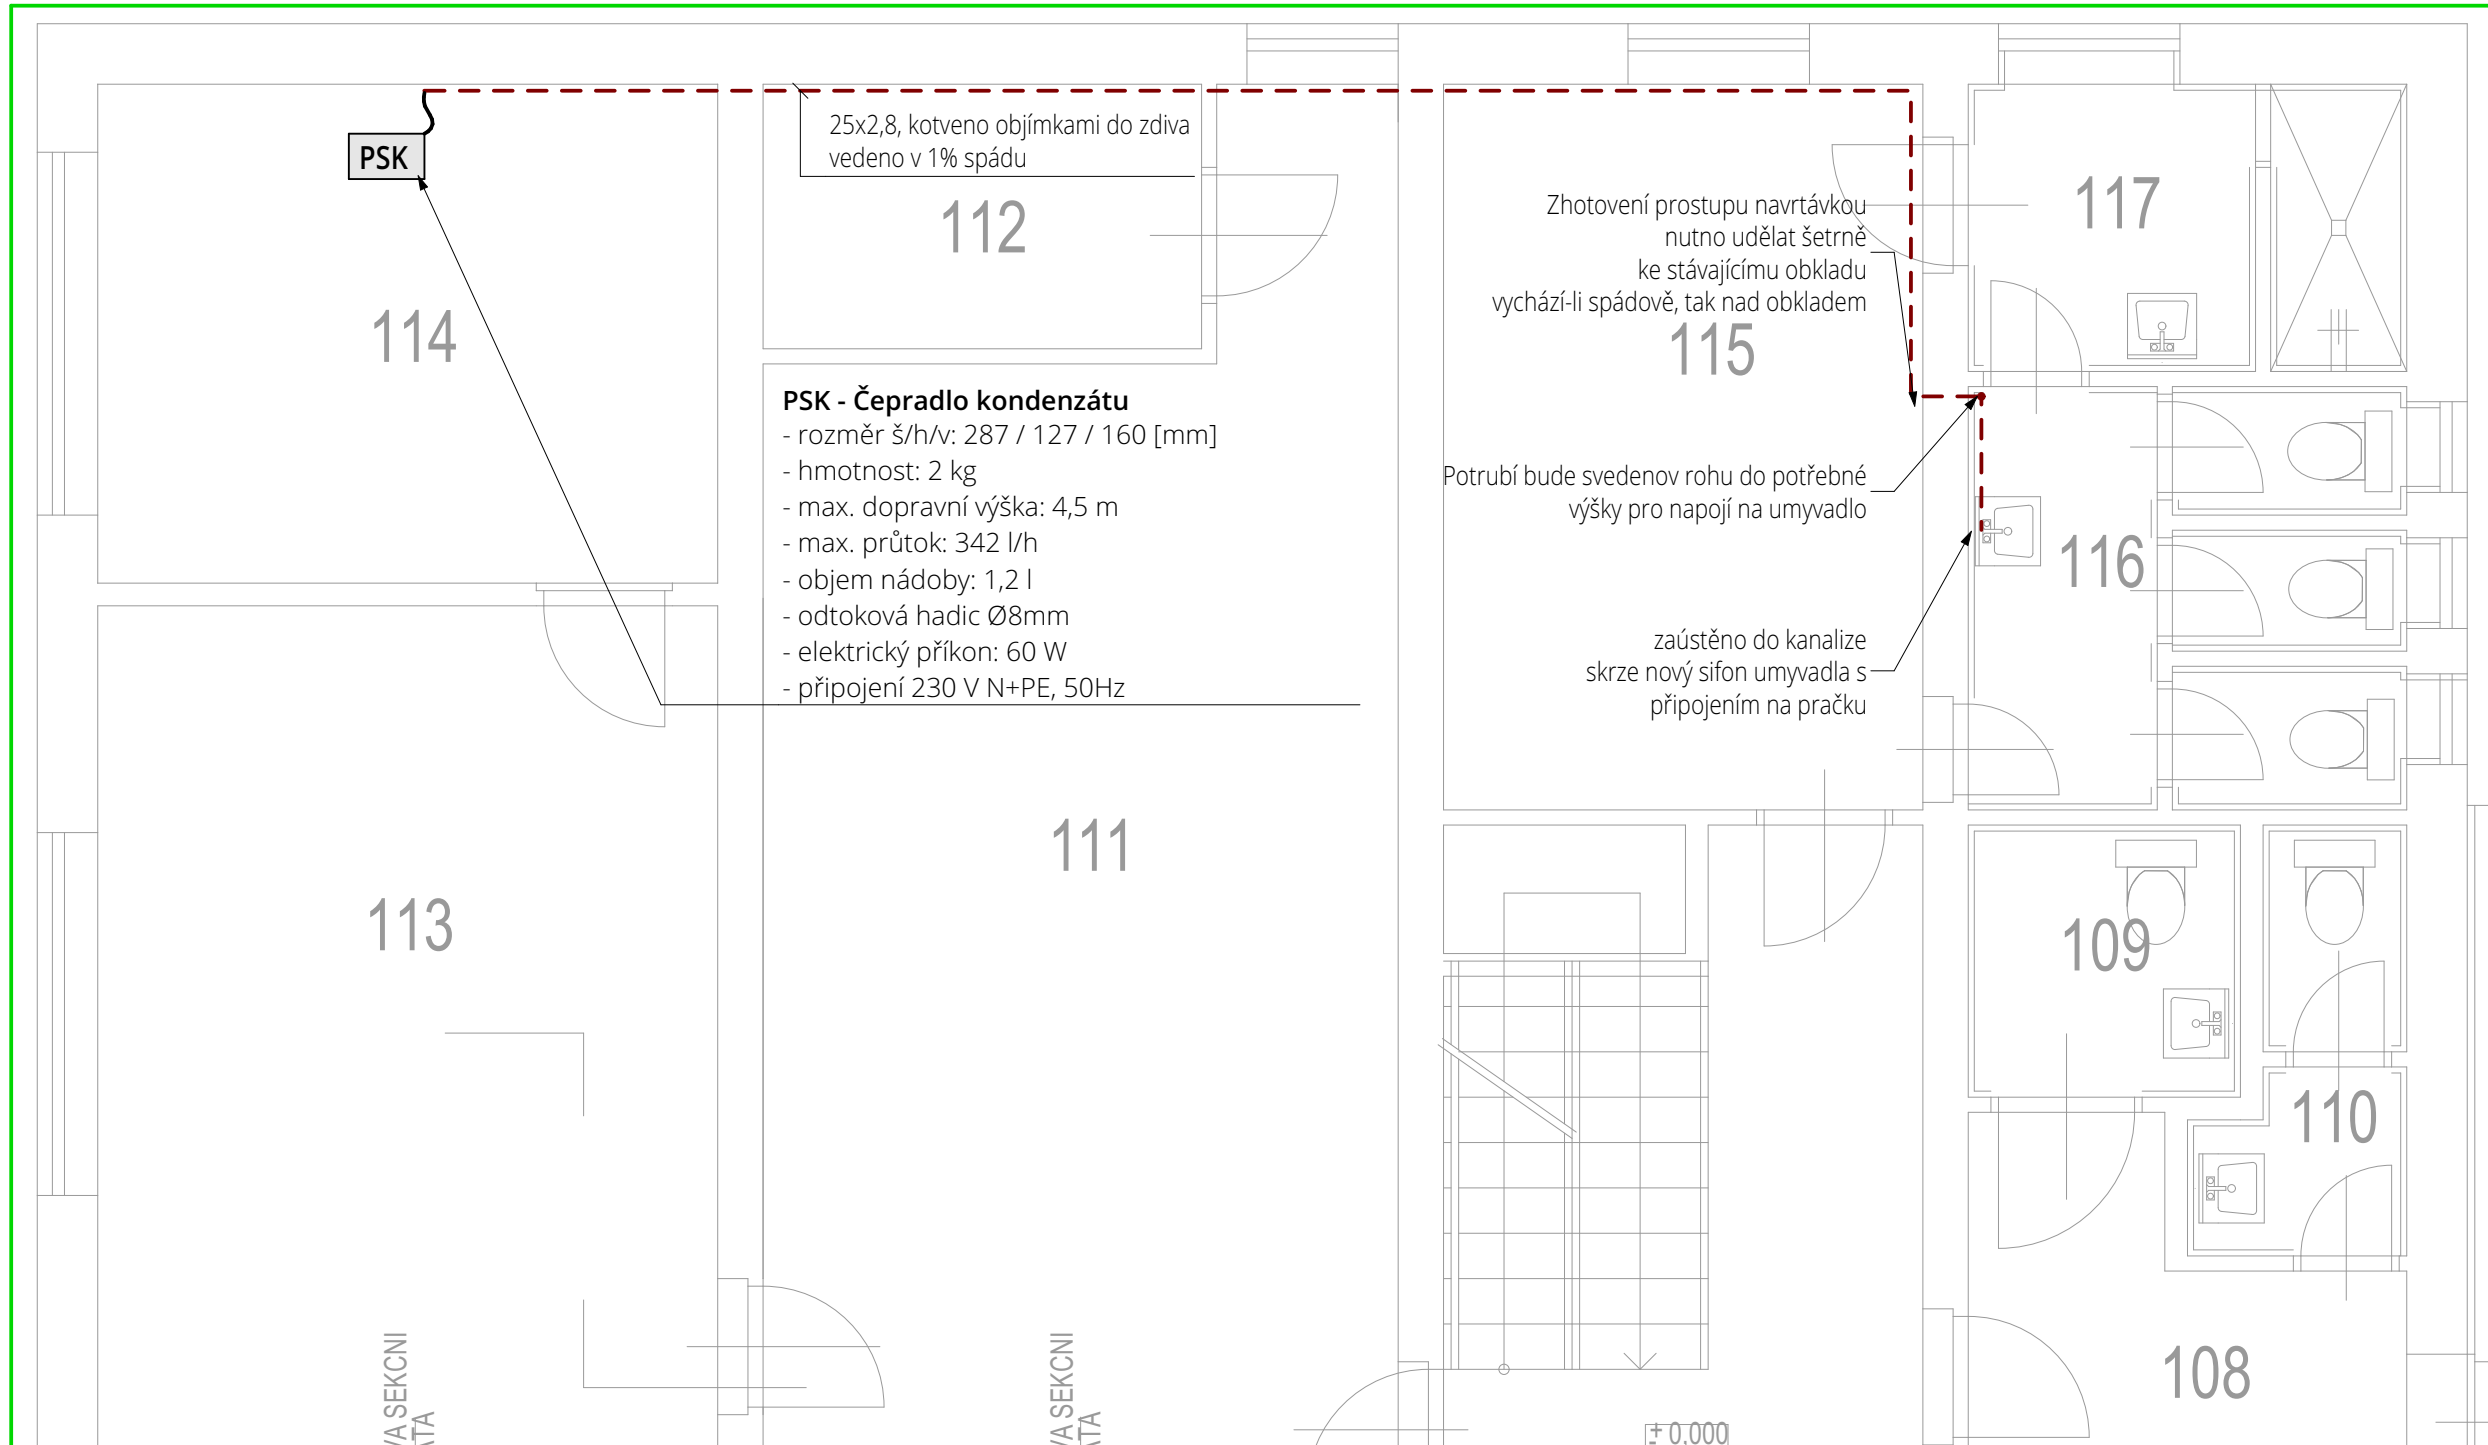 PSK
25x2,8, kotveno objímkami do zdiva
vedeno v 1% spádu
112
117
Zhotovení prostupu navrtávkou
nutno udělat šetrně
ke stávajícímu obkladu
vychází-li spádově, tak nad obkladem
114
115
PSK - Čepradlo kondenzátu
- rozměr š/h/v: 287 / 127 / 160 [mm]
- hmotnost: 2 kg
- max. dopravní výška: 4,5 m
- max. průtok: 342 l/h
- objem nádoby: 1,2 l
- odtoková hadic Ø8mm
- elektrický příkon: 60 W
- připojení 230 V N+PE, 50Hz
Potrubí bude svedenov rohu do potřebné
výšky pro napojí na umyvadlo
116
zaústěno do kanalize
skrze nový sifon umyvadla s
připojením na pračku
111
113
109
110
108
SEKCNI
SEKCNI
± 0,000